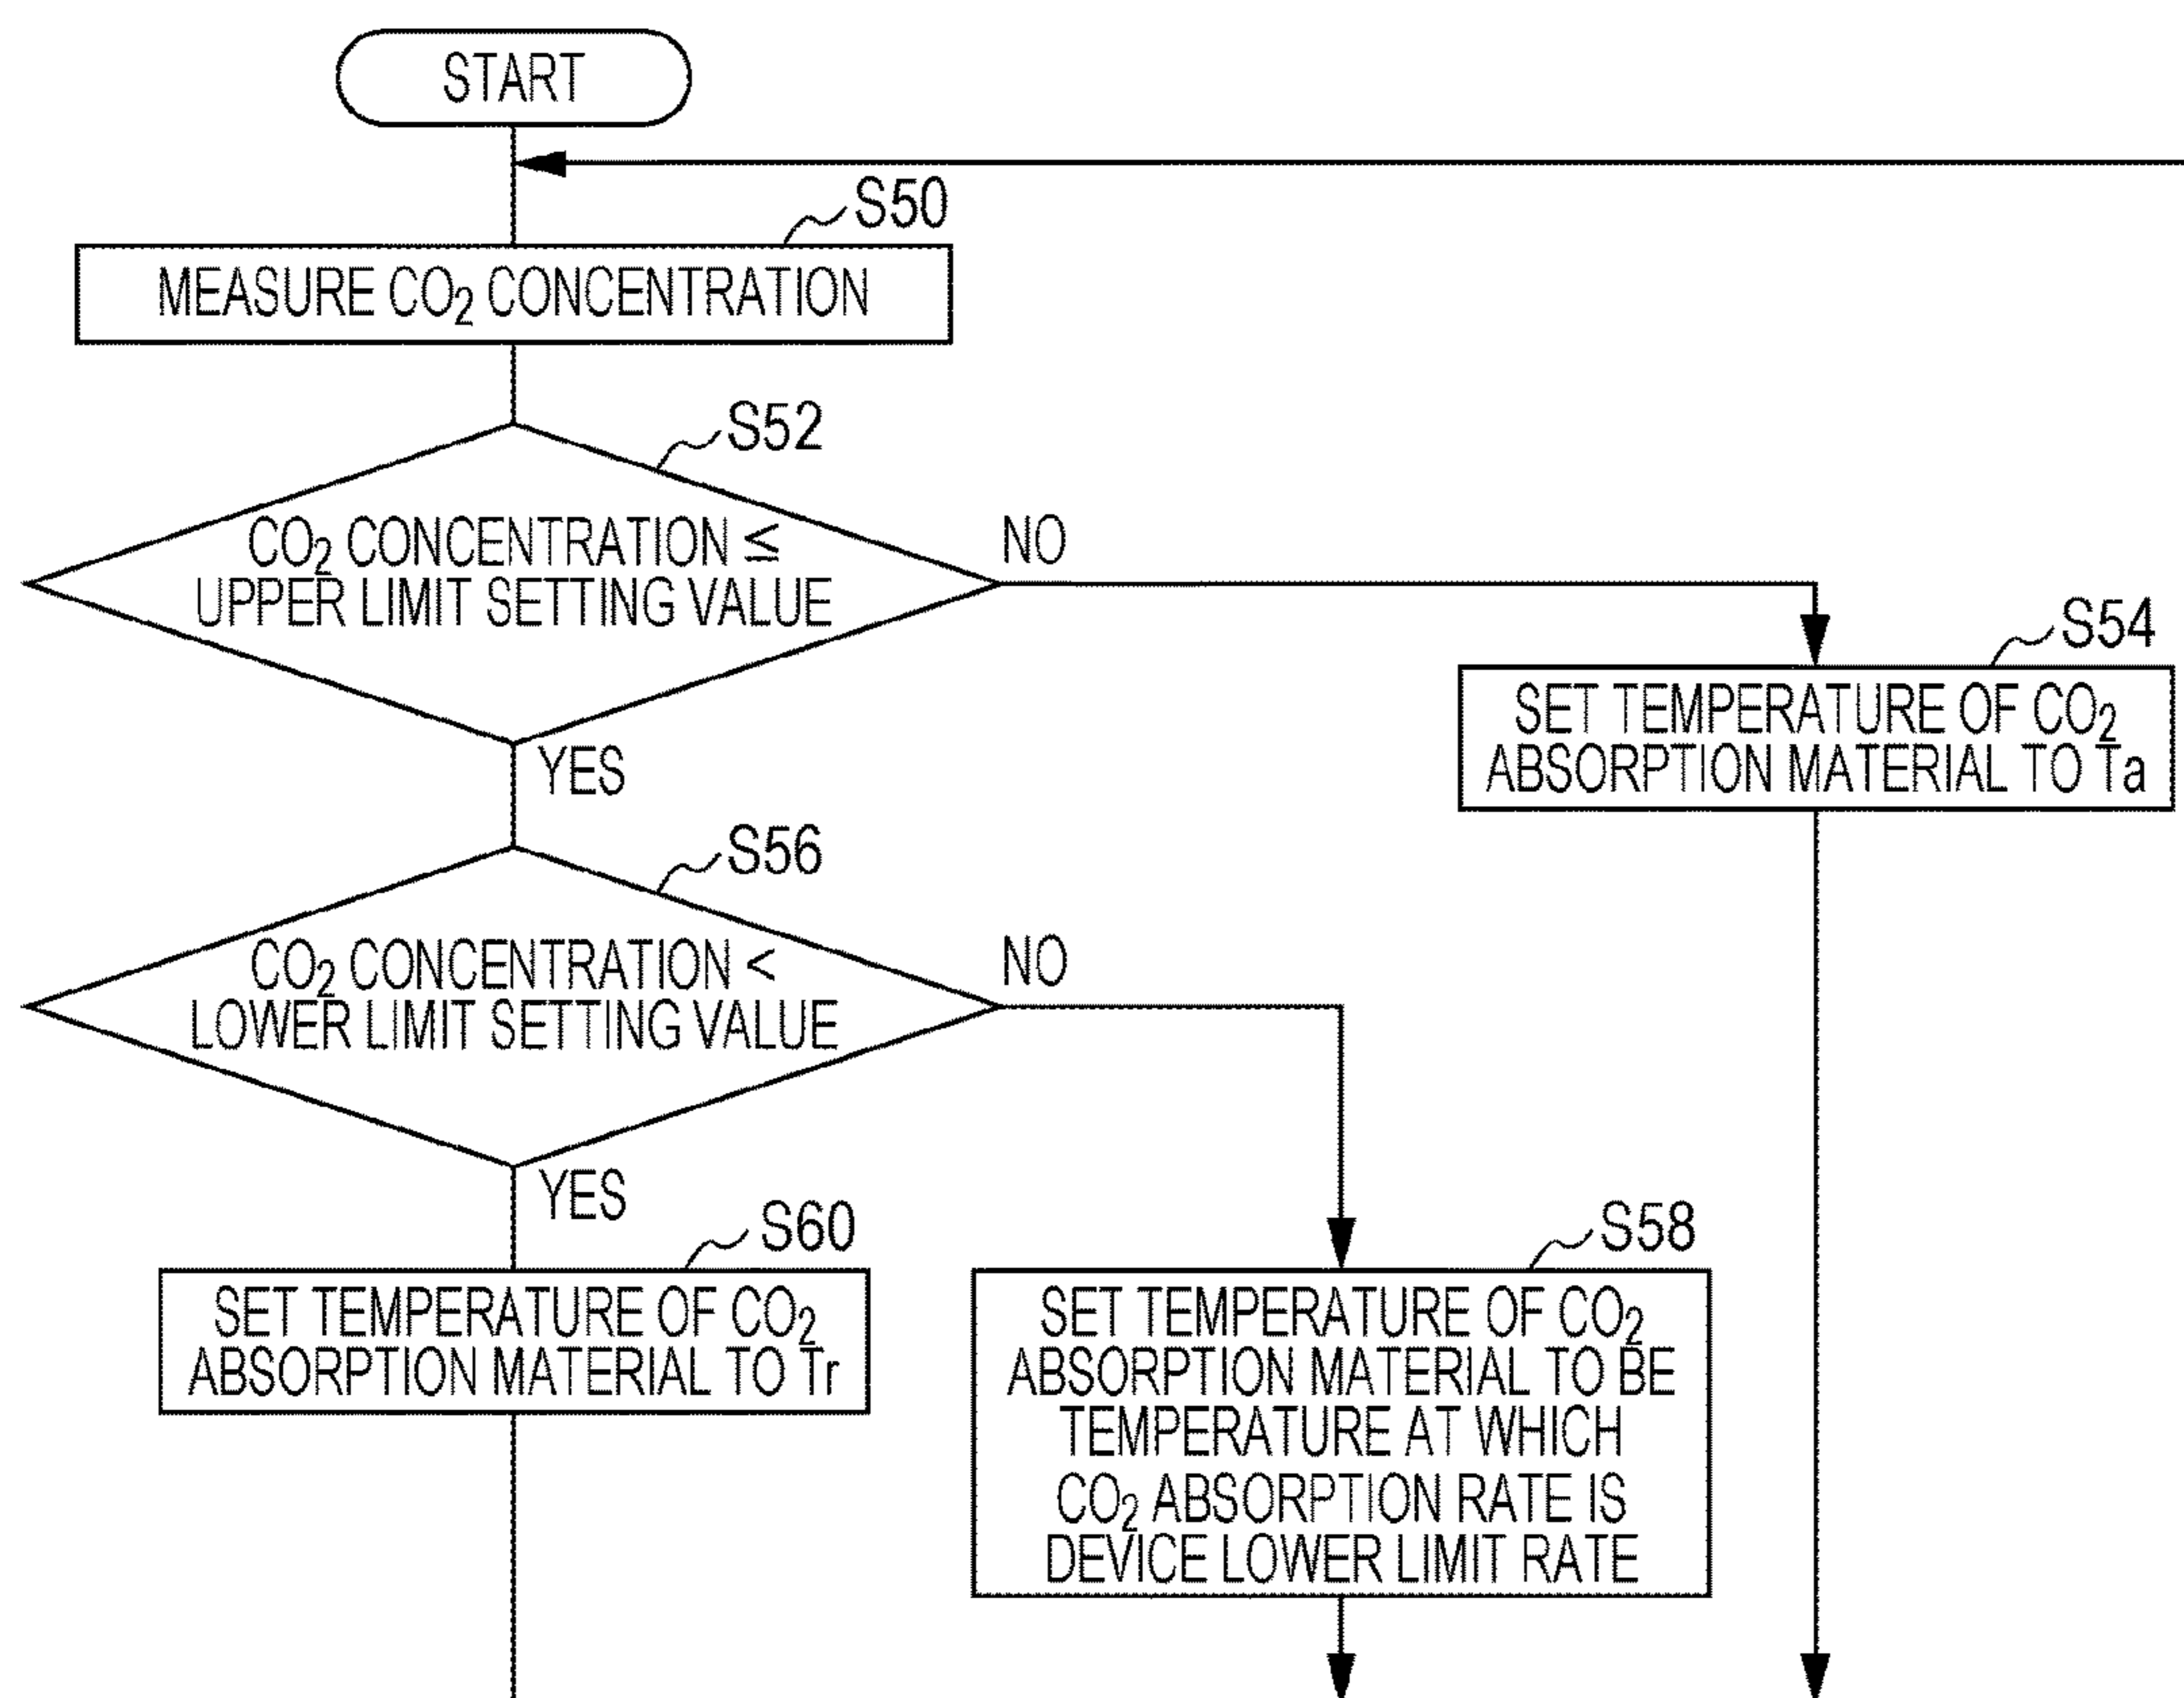 START
S50
MEASURE CO₂ CONCENTRATION
S52
CO₂ CONCENTRATION ≦
UPPER LIMIT SETTING VALUE
NO
YES
S54
SET TEMPERATURE OF CO₂
ABSORPTION MATERIAL TO Ta
S56
CO₂ CONCENTRATION <
LOWER LIMIT SETTING VALUE
NO
YES
S60
SET TEMPERATURE OF CO₂
ABSORPTION MATERIAL TO Tr
S58
SET TEMPERATURE OF CO₂
ABSORPTION MATERIAL TO BE
TEMPERATURE AT WHICH
CO₂ ABSORPTION RATE IS
DEVICE LOWER LIMIT RATE